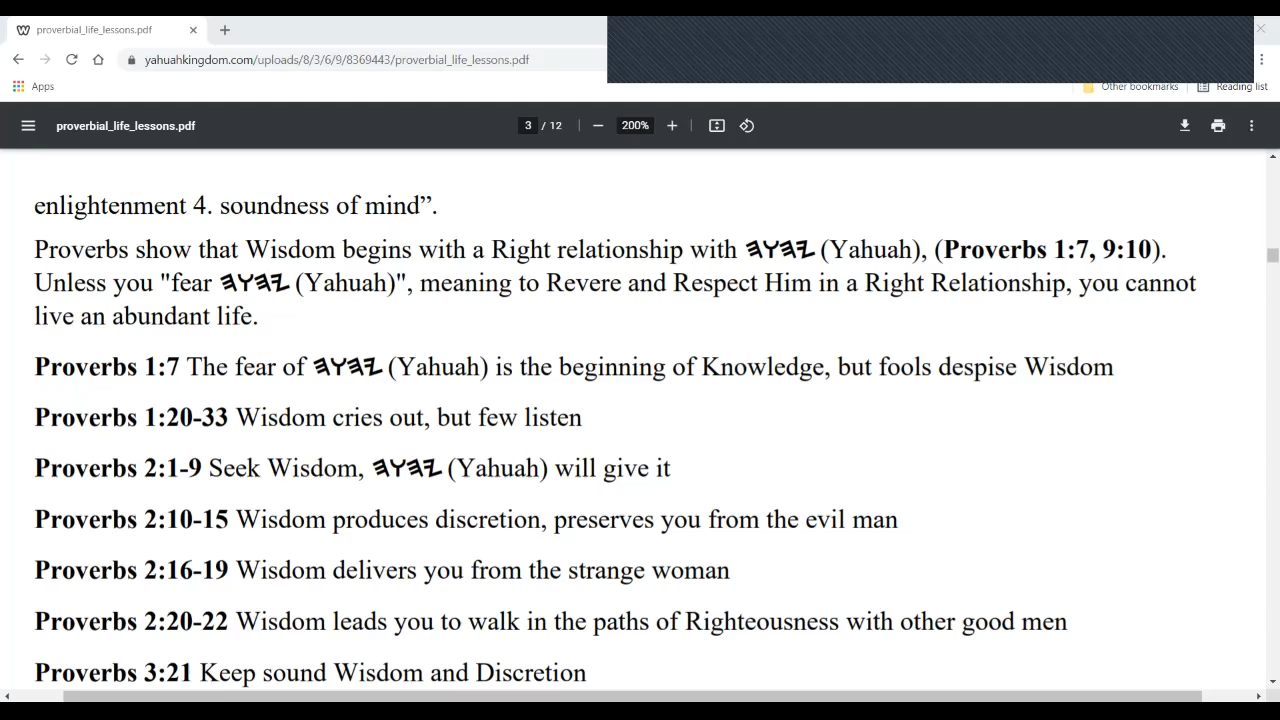 proverbial_life_lessons.pdf
yahuahkingdom.com/uploads/8/3/6/9/8369443/proverbial_life_lessons.pdf
Apps
Other bookmarks
Reading list
proverbial_life_lessons.pdf
3 / 12
200%
enlightenment 4. soundness of mind”.
Proverbs show that Wisdom begins with a Right relationship with 𐤉𐤄𐤅𐤄 (Yahuah), (Proverbs 1:7, 9:10).
Unless you "fear 𐤉𐤄𐤅𐤄 (Yahuah)", meaning to Revere and Respect Him in a Right Relationship, you cannot
live an abundant life.
Proverbs 1:7 The fear of 𐤉𐤄𐤅𐤄 (Yahuah) is the beginning of Knowledge, but fools despise Wisdom
Proverbs 1:20-33 Wisdom cries out, but few listen
Proverbs 2:1-9 Seek Wisdom, 𐤉𐤄𐤅𐤄 (Yahuah) will give it
Proverbs 2:10-15 Wisdom produces discretion, preserves you from the evil man
Proverbs 2:16-19 Wisdom delivers you from the strange woman
Proverbs 2:20-22 Wisdom leads you to walk in the paths of Righteousness with other good men
Proverbs 3:21 Keep sound Wisdom and Discretion